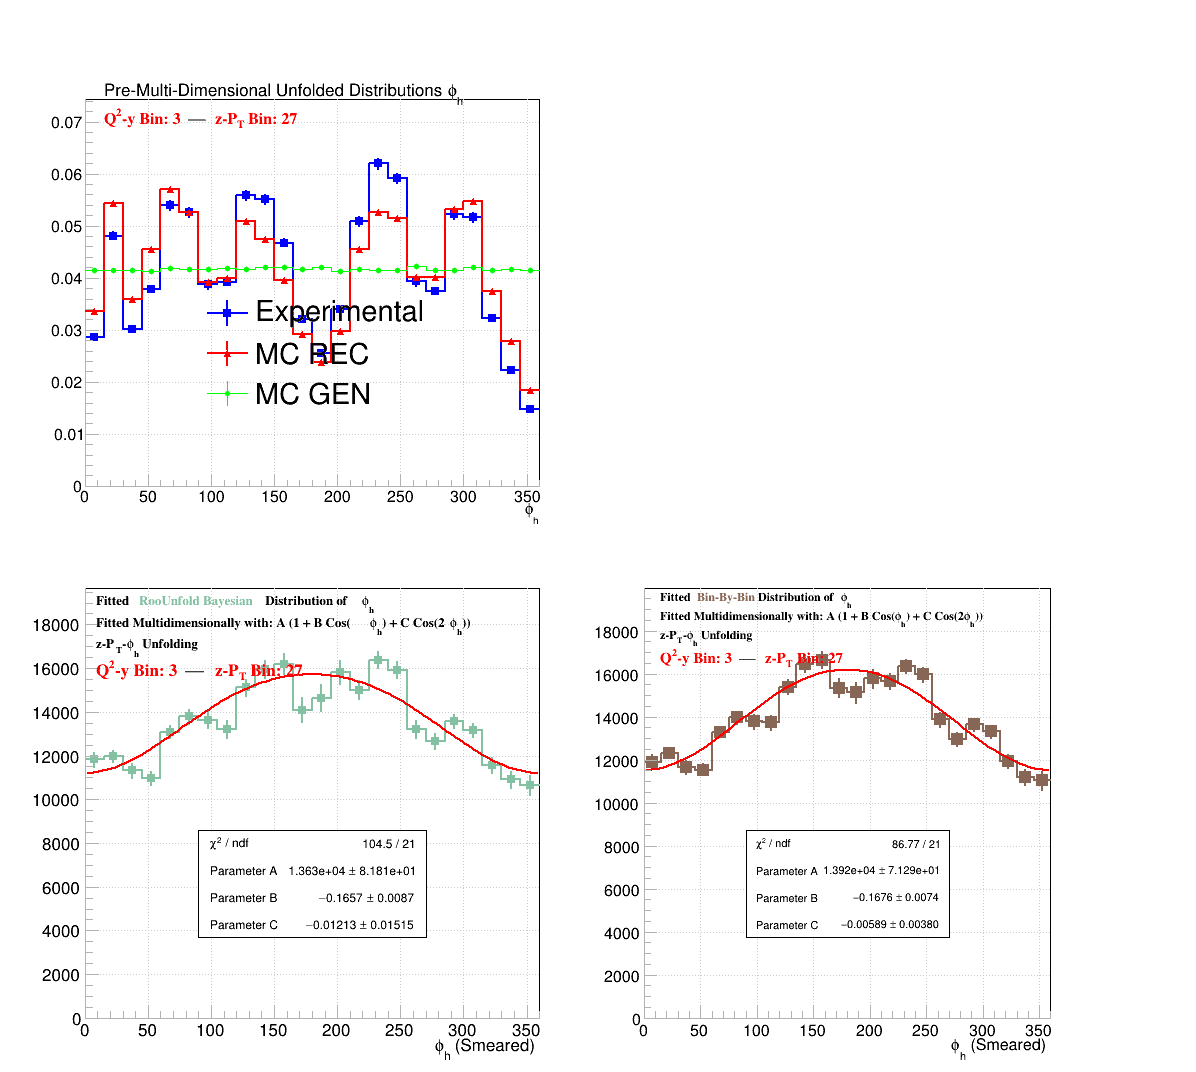 Pre-Multi-Dimensional Unfolded Distributions ϕh
Q²-y Bin: 3 — z-PT Bin: 27
0.07
0.06
0.05
0.04
0.03
0.02
0.01
0
Experimental
MC REC
MC GEN
0 50 100 150 200 250 300 350
ϕh
Fitted RooUnfold Bayesian Distribution of ϕh
Fitted Multidimensionally with: A (1 + B Cos( ϕh) + C Cos(2 ϕh))
z-PT-ϕh Unfolding
Q²-y Bin: 3 — z-PT Bin: 27
18000
16000
14000
12000
10000
8000
6000
4000
2000
0
χ² / ndf 104.5 / 21
Parameter A 1.363e+04 ± 8.181e+01
Parameter B −0.1657 ± 0.0087
Parameter C −0.01213 ± 0.01515
0 50 100 150 200 250 300 350
ϕh (Smeared)
Fitted Bin-By-Bin Distribution of ϕh
Fitted Multidimensionally with: A (1 + B Cos(ϕh) + C Cos(2ϕh))
z-PT-ϕh Unfolding
Q²-y Bin: 3 — z-PT Bin: 27
18000
16000
14000
12000
10000
8000
6000
4000
2000
0
χ² / ndf 86.77 / 21
Parameter A 1.392e+04 ± 7.129e+01
Parameter B −0.1676 ± 0.0074
Parameter C −0.00589 ± 0.00380
0 50 100 150 200 250 300 350
ϕh (Smeared)